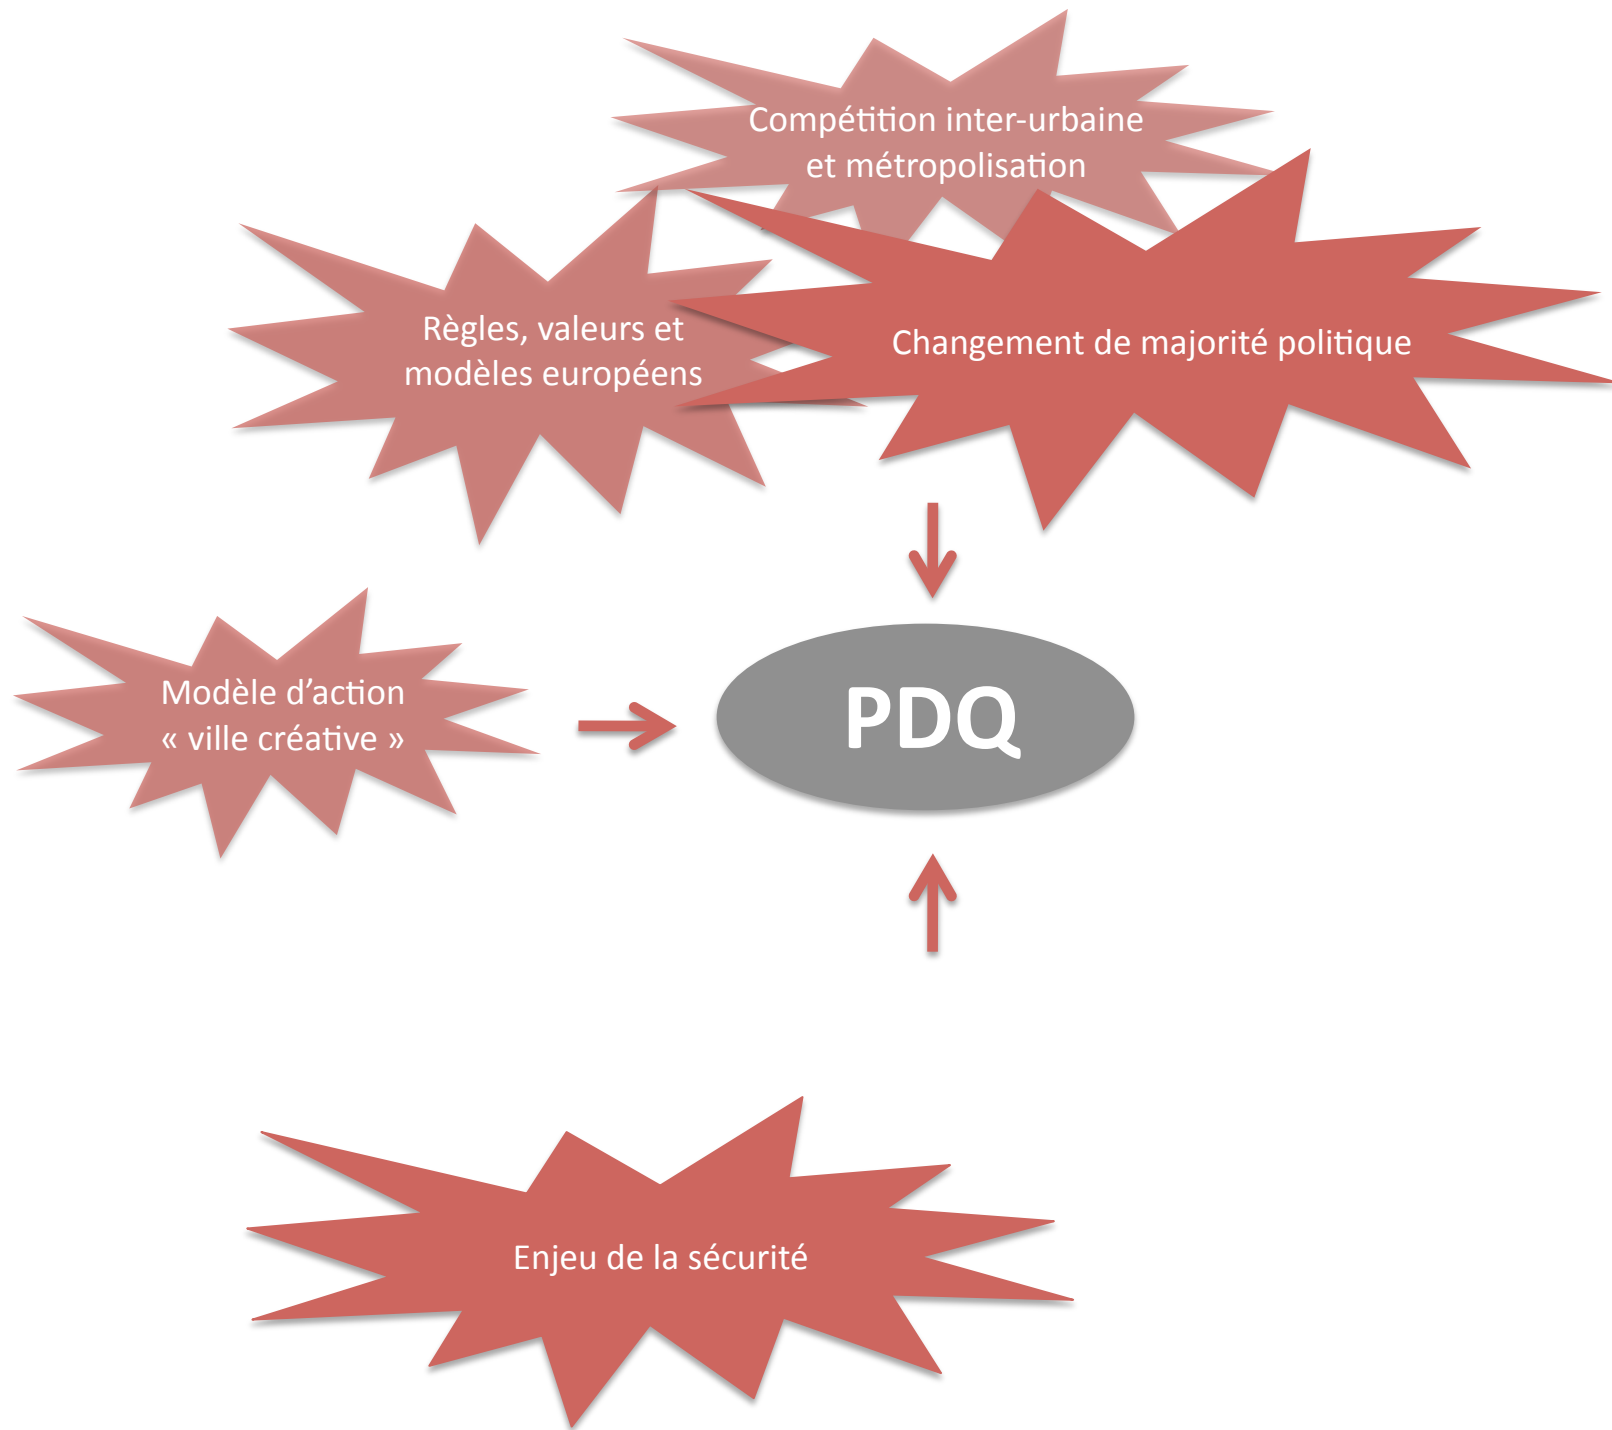 Compétition inter-urbaine
et métropolisation
Règles, valeurs et
modèles européens
Changement de majorité politique
Modèle d’action
« ville créative »
PDQ
Enjeu de la sécurité